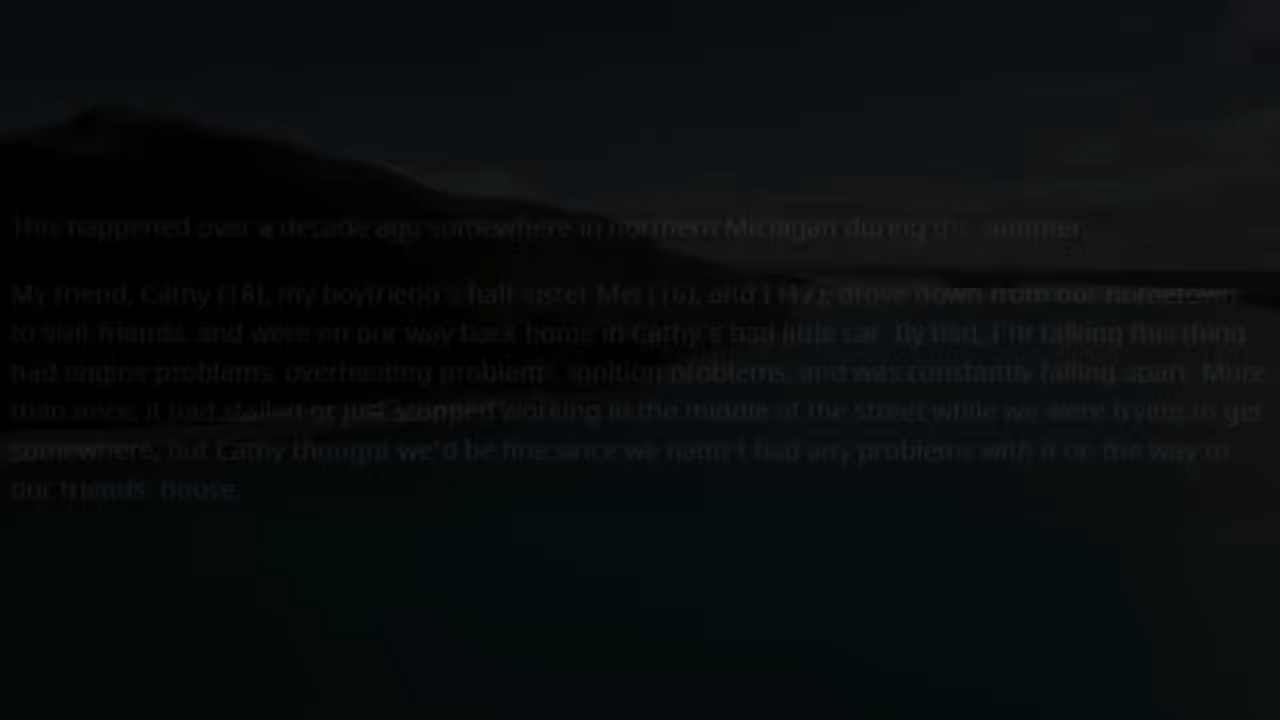 This happened over a decade ago somewhere in northern Michigan during the summer.
My friend, Cathy (18), my boyfriend's half sister Mel (16), and I (17), drove down from our hometown
to visit friends, and were on our way back home in Cathy's bad little car. By bad, I'm talking this thing
had engine problems, overheating problems, ignition problems, and was constantly falling apart. More
than once, it had stalled or just stopped working in the middle of the street while we were trying to get
somewhere, but Cathy thought we'd be fine since we hadn't had any problems with it on the way to
our friends' house.